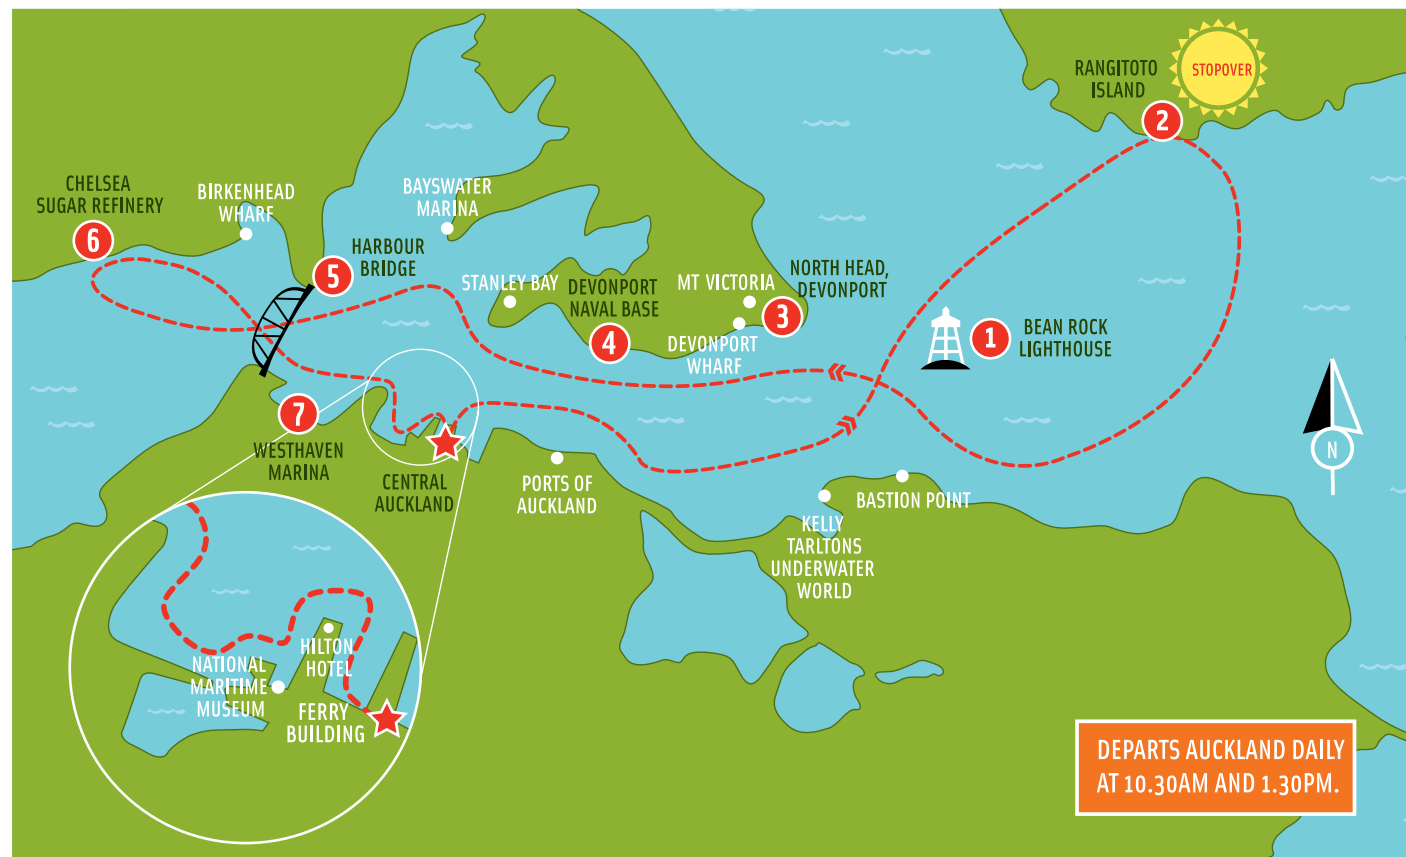 RANGITOTO
ISLAND
STOPOVER
2
CHELSEA
SUGAR REFINERY
6
BIRKENHEAD
WHARF
BAYSWATER
MARINA
HARBOUR
BRIDGE
5
STANLEY BAY
DEVONPORT
NAVAL BASE
4
MT VICTORIA
NORTH HEAD,
DEVONPORT
3
DEVONPORT
WHARF
1
BEAN ROCK
LIGHTHOUSE
7
WESTHAVEN
MARINA
CENTRAL
AUCKLAND
PORTS OF
AUCKLAND
BASTION POINT
KELLY
TARLTONS
UNDERWATER
WORLD
N
HILTON
HOTEL
NATIONAL
MARITIME
MUSEUM
FERRY
BUILDING
DEPARTS AUCKLAND DAILY
AT 10.30AM AND 1.30PM.